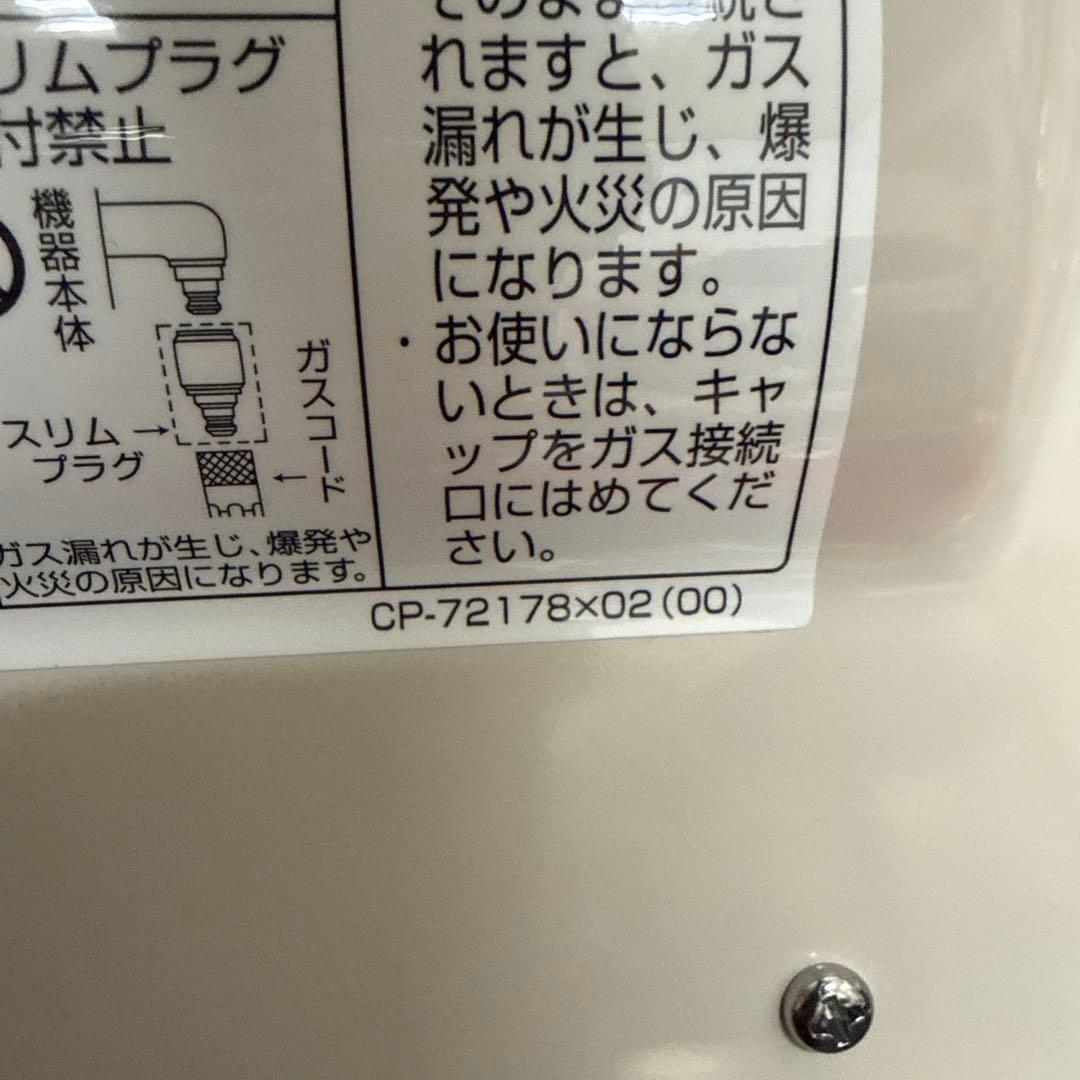 リムプラグ
付禁止
機器本体
ガスコード
スリム
プラグ
ガス漏れが生じ、爆発や
火災の原因になります。
れますと、ガス
漏れが生じ、爆
発や火災の原因
になります。
・お使いにならな
いときは、キャ
ップをガス接続
口にはめてくだ
さい。
CP-72178×02(00)